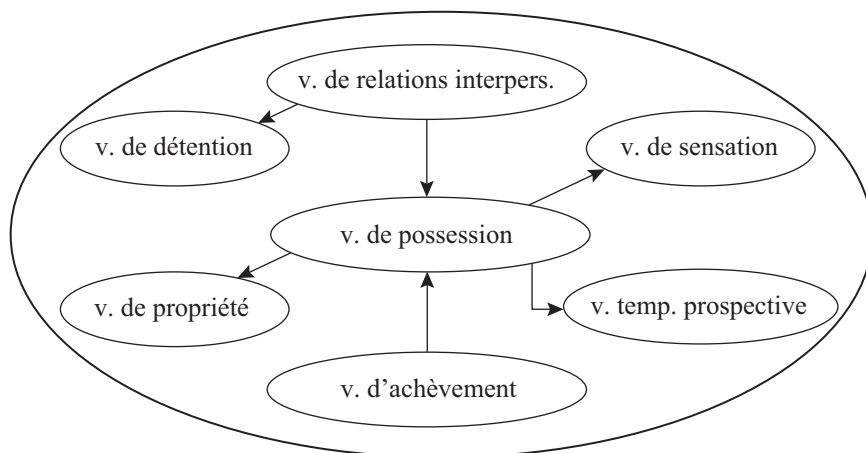 v. de relations interpers.
v. de détention
v. de sensation
v. de possession
v. de propriété
v. temp. prospective
v. d’achèvement